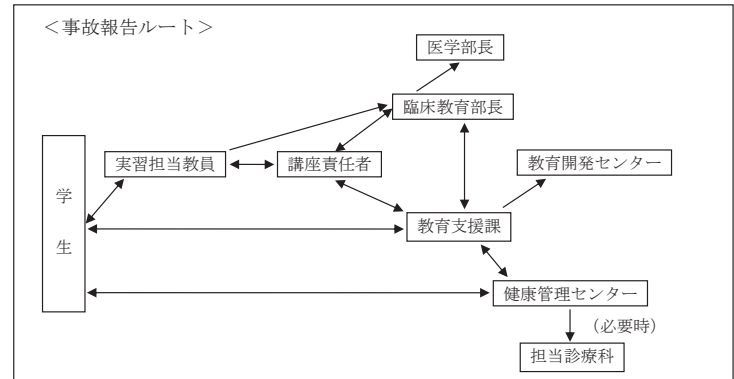 ＜事故報告ルート＞
医学部長
臨床教育部長
実習担当教員
講座責任者
教育開発センター
学生
教育支援課
健康管理センター
（必要時）
担当診療科